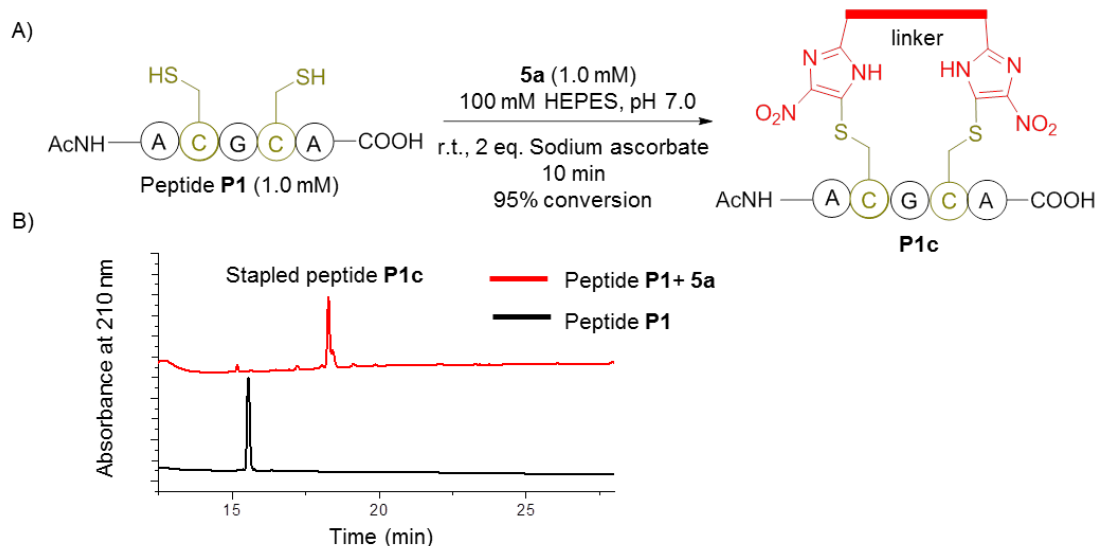 A)
HS
SH
AcNH
A
C
G
C
A
COOH
Peptide P1 (1.0 mM)
5a (1.0 mM)
100 mM HEPES, pH 7.0
r.t., 2 eq. Sodium ascorbate
10 min
95% conversion
linker
N
NH
HN
N
NO2
S
S
NO2
AcNH
A
C
G
C
A
COOH
P1c
B)
Stapled peptide P1c
Peptide P1+ 5a
Peptide P1
Absorbance at 210 nm
15
20
25
Time (min)